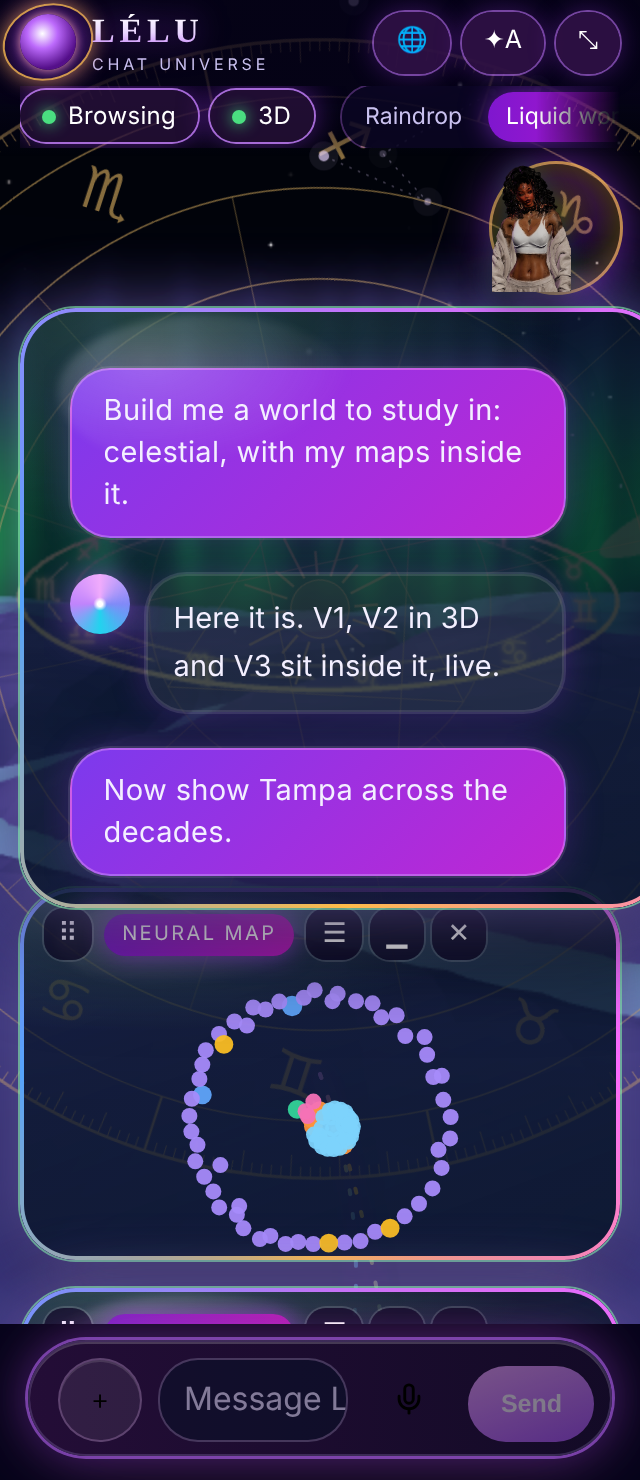 LÉLU
CHAT UNIVERSE
🌐
✦A
⤡
Browsing
3D
Raindrop
Liquid wo
Build me a world to study in:
celestial, with my maps inside
it.
Here it is. V1, V2 in 3D
and V3 sit inside it, live.
Now show Tampa across the
decades.
NEURAL MAP
Message L
Send